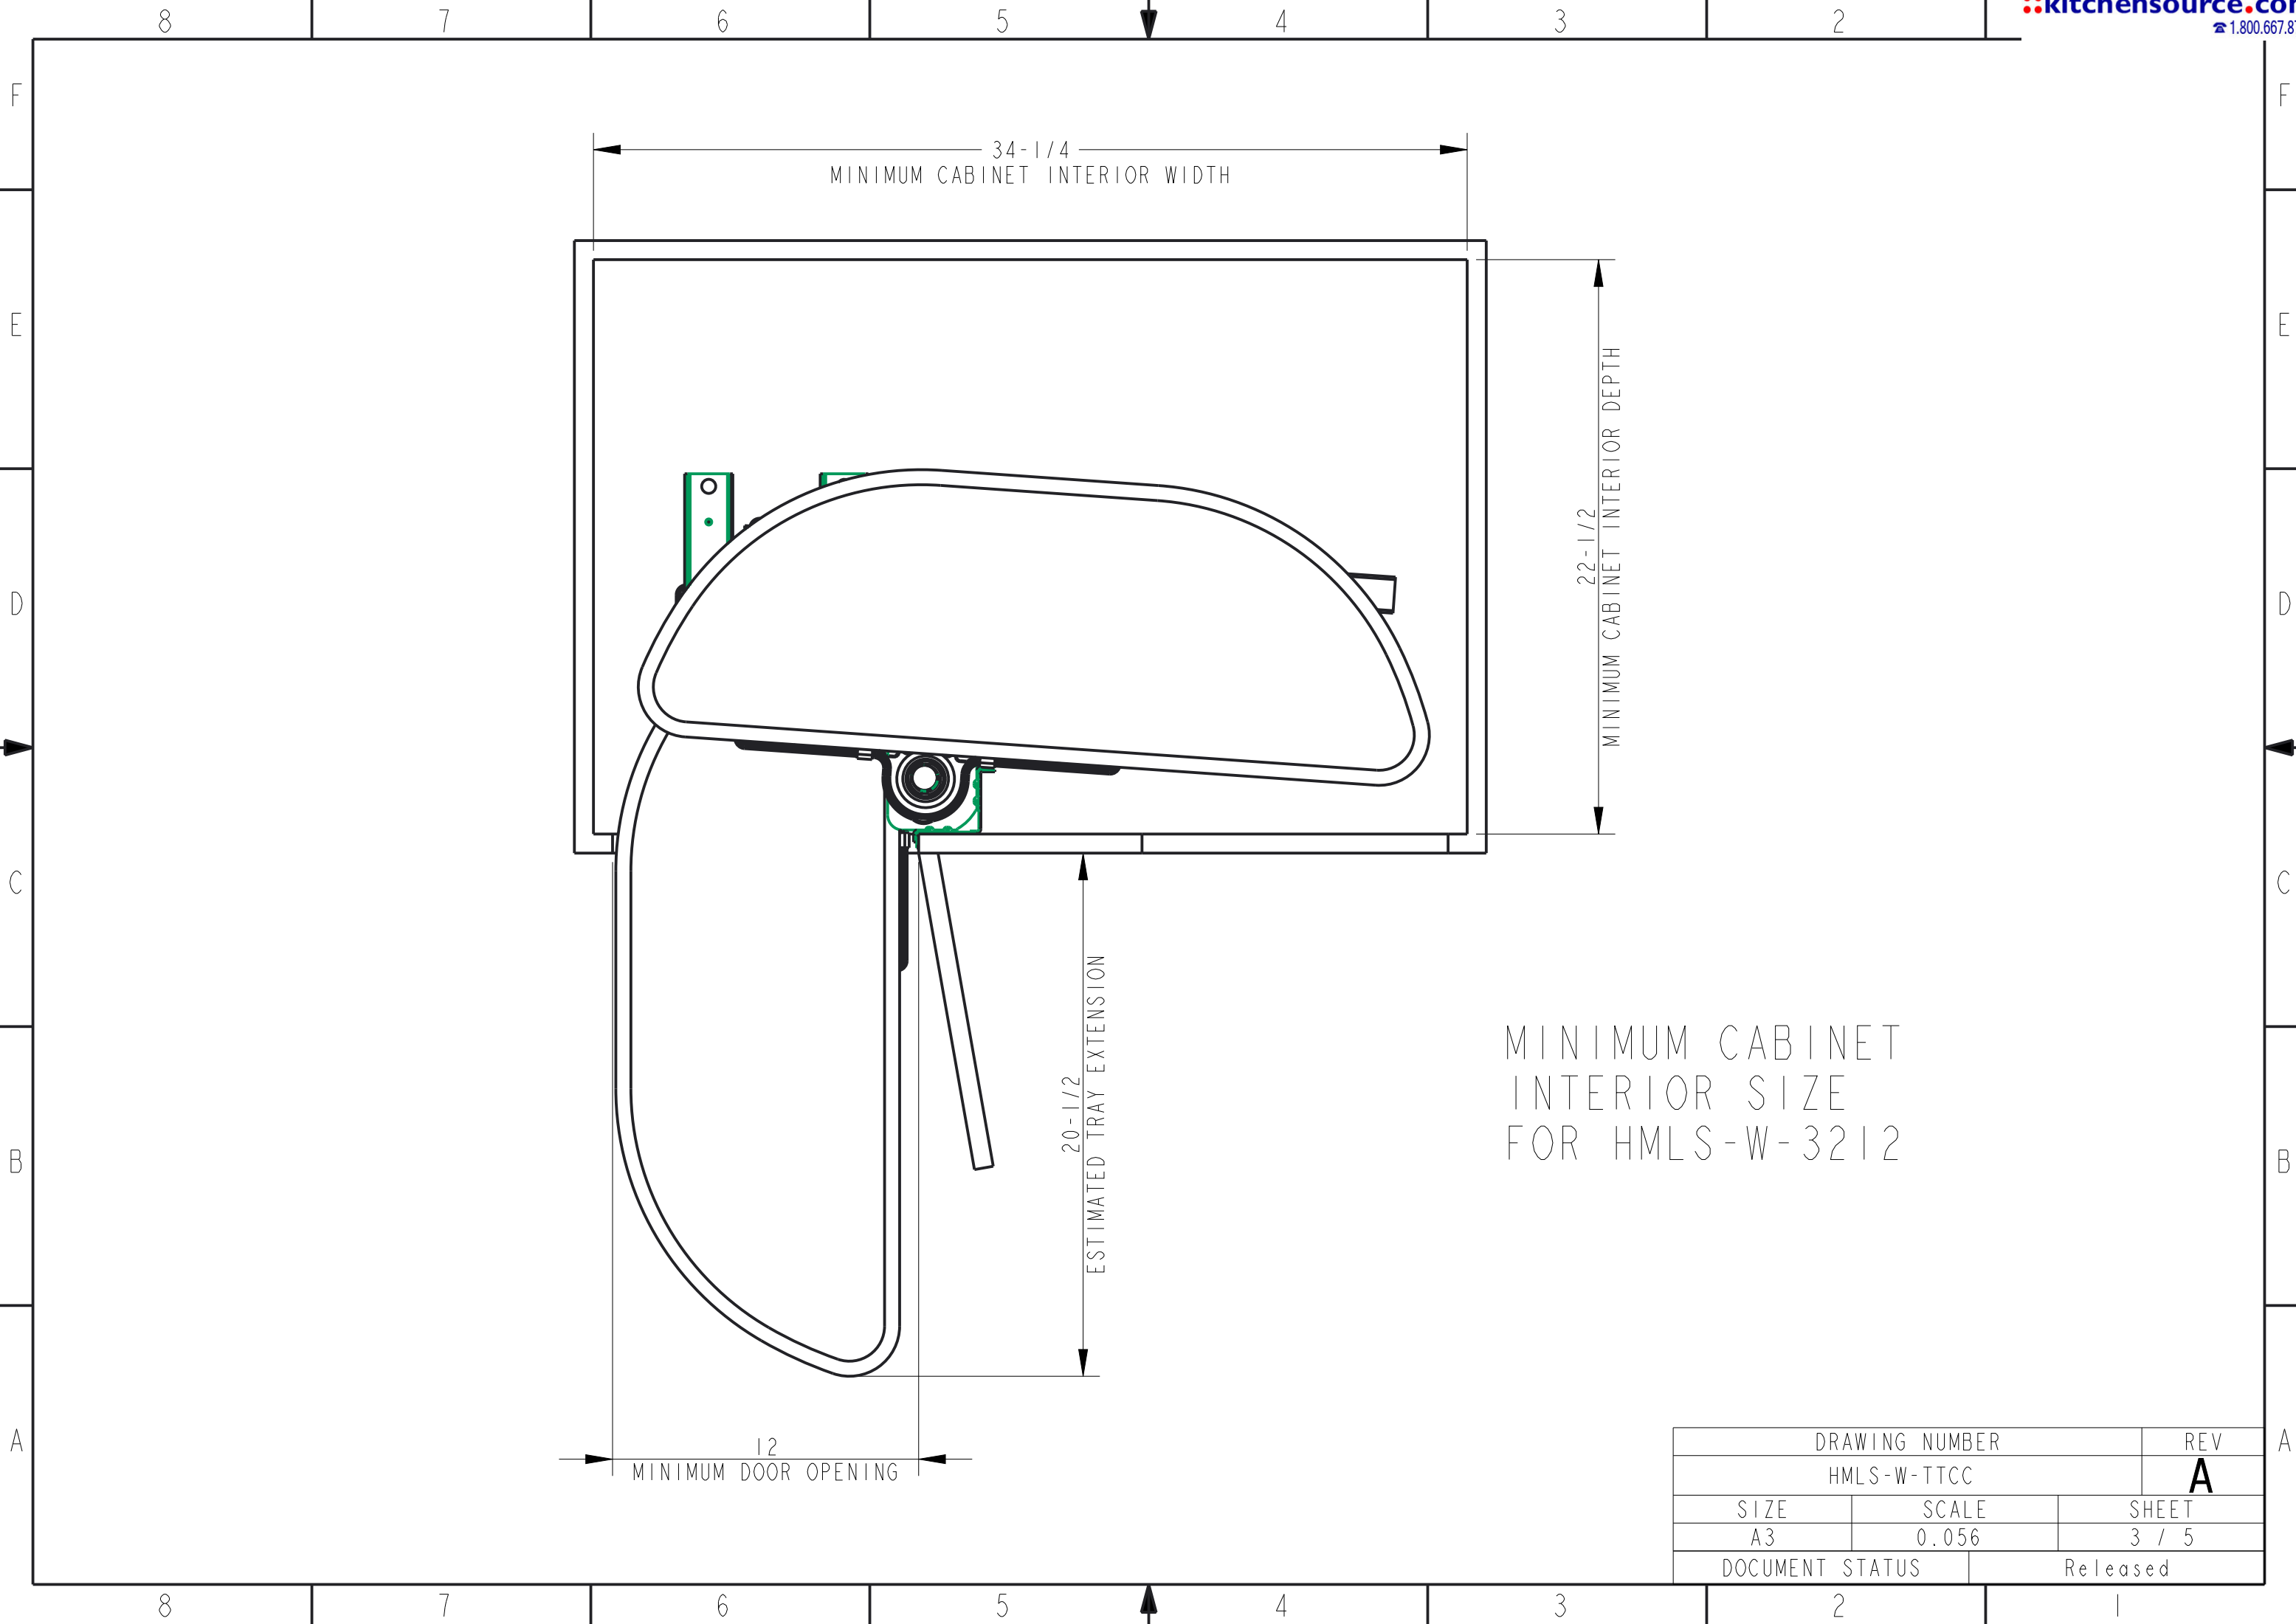 8 7 6 5 4 3 2
::kitchensource.co
1.800.667.8
F F
34-1/4
MINIMUM CABINET INTERIOR WIDTH
E E
22-1/2
MINIMUM CABINET INTERIOR DEPTH
D D
C C
20-1/2
ESTIMATED TRAY EXTENSION
MINIMUM CABINET
INTERIOR SIZE
FOR HMLS-W-3212
B B
12
MINIMUM DOOR OPENING
A A
DRAWING NUMBER REV
HMLS-W-TTCC A
SIZE SCALE SHEET
A3 0.056 3 / 5
DOCUMENT STATUS Released
8 7 6 5 4 3 2 1